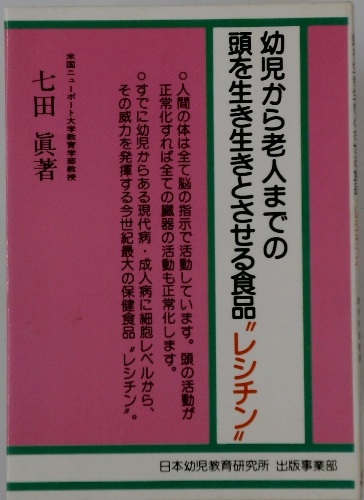 幼児から老人までの
頭を生き生きとさせる食品“レシチン”
○人間の体は全て脳の指示で活動しています。頭の活動が
正常化すれば全ての臓器の活動も正常化します。
○すでに幼児からある現代病・成人病に細胞レベルから、
その威力を発揮する今世紀最大の保健食品“レシチン”。
米国ニューポート大学教育学部教授
七田 眞著
日本幼児教育研究所 出版事業部